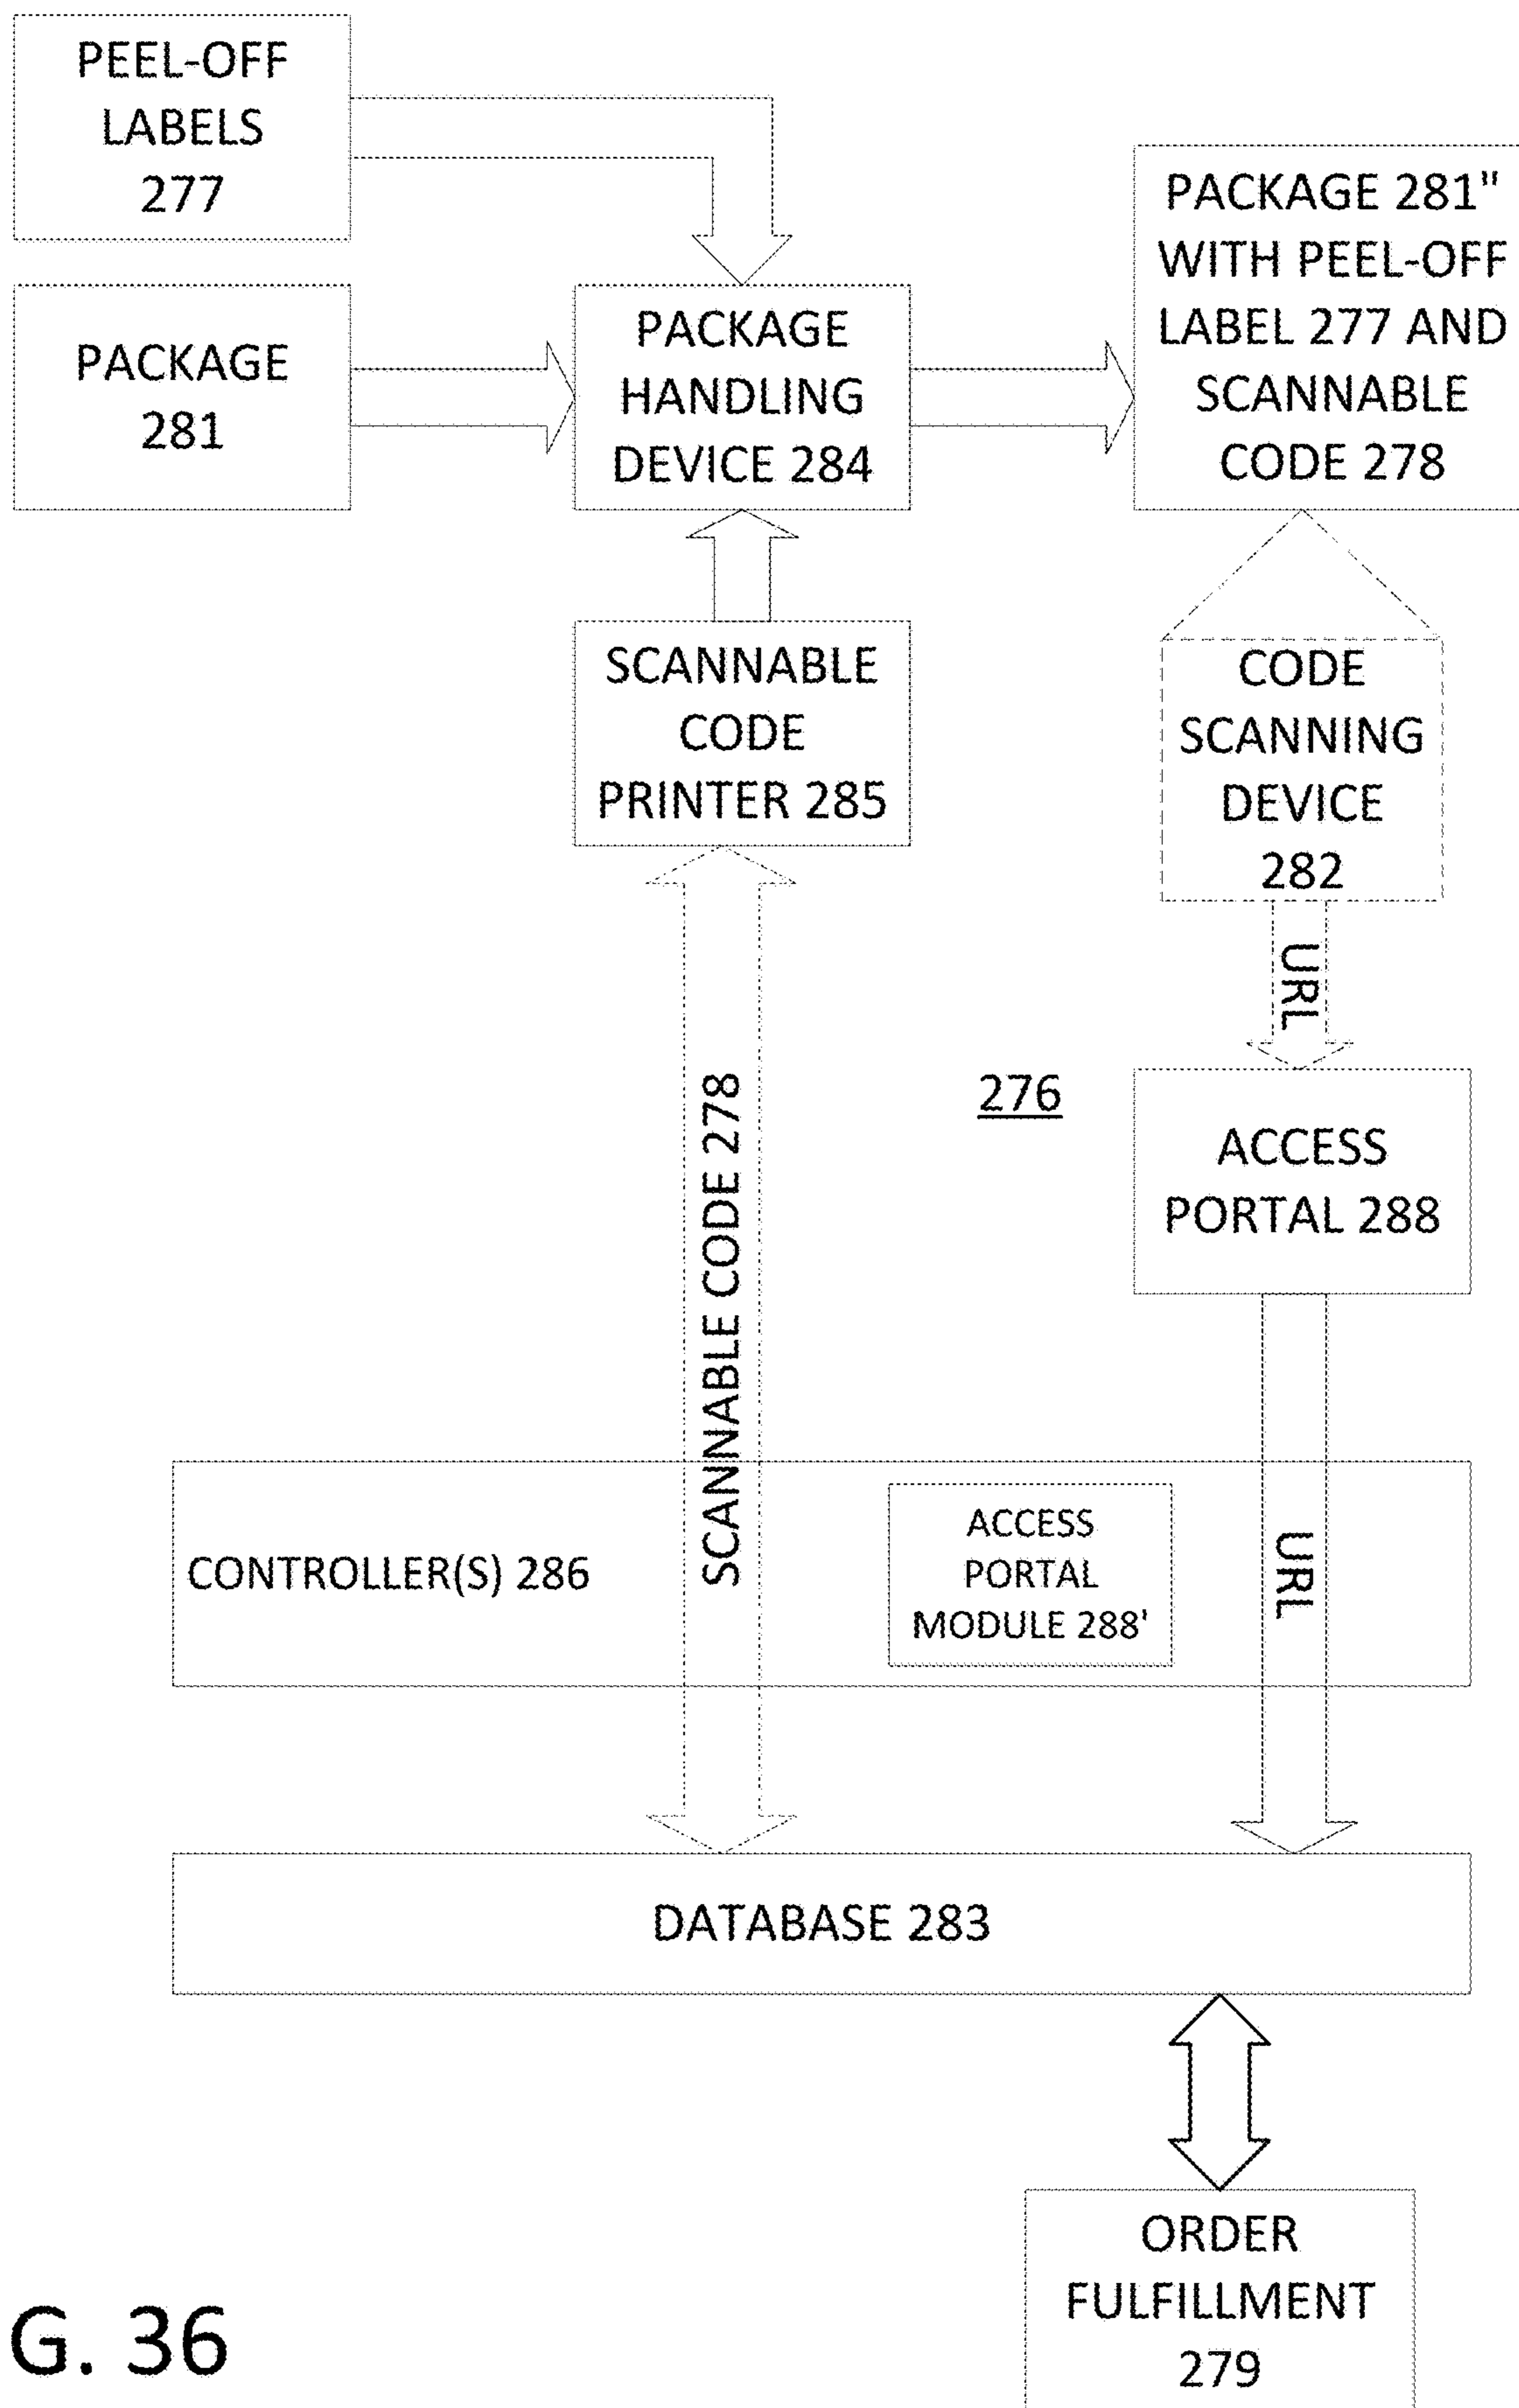 PEEL-OFF
LABELS
277
PACKAGE
281
PACKAGE
HANDLING
DEVICE 284
PACKAGE 281"
WITH PEEL-OFF
LABEL 277 AND
SCANNABLE
CODE 278
SCANNABLE
CODE
PRINTER 285
CODE
SCANNING
DEVICE
282
URL
276
ACCESS
PORTAL 288
SCANNABLE CODE 278
CONTROLLER(S) 286
ACCESS
PORTAL
MODULE 288'
URL
DATABASE 283
ORDER
FULFILLMENT
279
G. 36